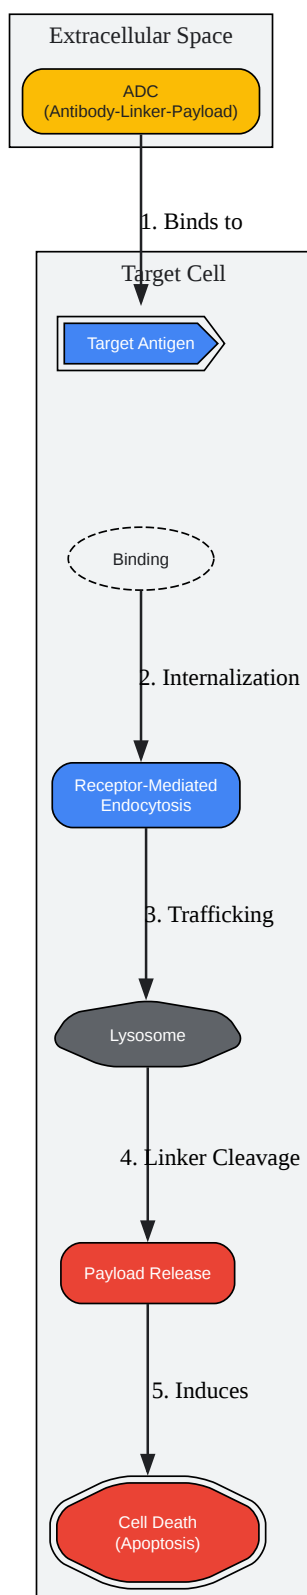 Extracellular Space
ADC
(Antibody-Linker-Payload)
1. Binds to
Target Cell
Target Antigen
Binding
2. Internalization
Receptor-Mediated
Endocytosis
3. Trafficking
Lysosome
4. Linker Cleavage
Payload Release
5. Induces
Cell Death
(Apoptosis)